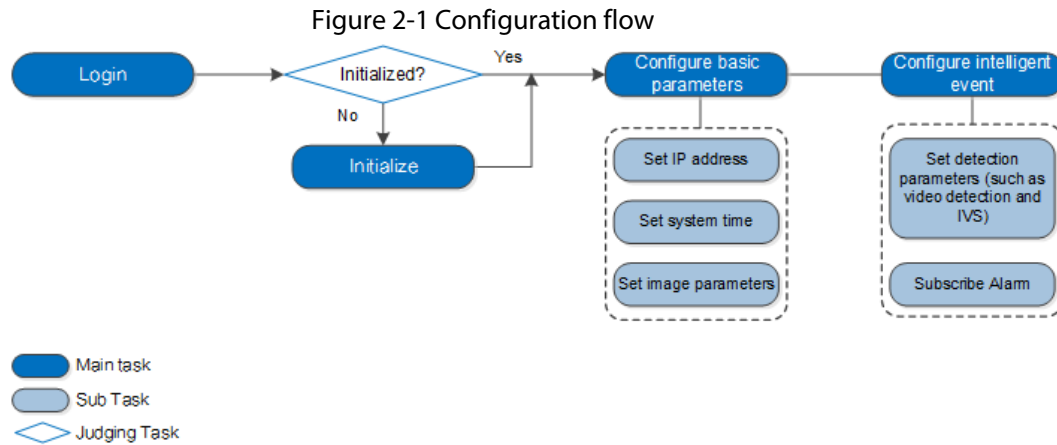 Figure 2-1 Configuration flow
Login
Initialized?
Yes
No
Initialize
Configure basic
parameters
Set IP address
Set system time
Set image parameters
Configure intelligent
event
Set detection
parameters (such as
video detection and
IVS)
Subscribe Alarm
Main task
Sub Task
Judging Task